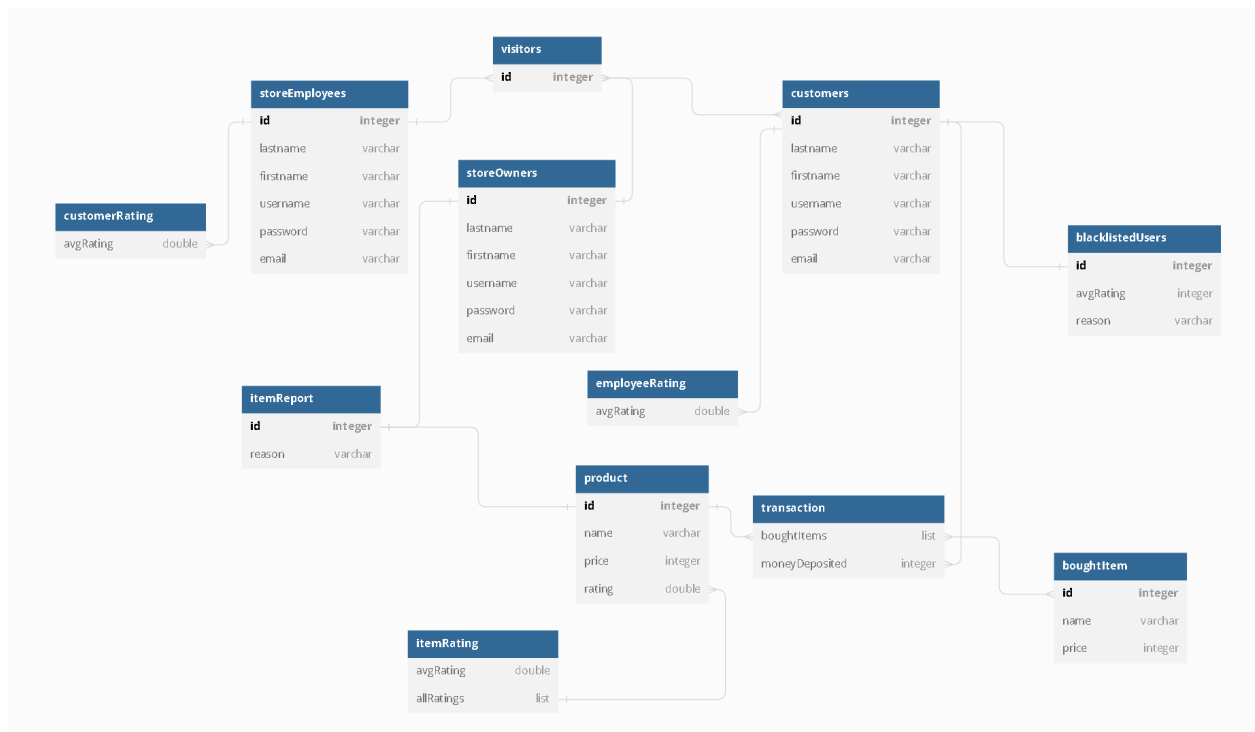 visitors
id integer
storeEmployees
id integer
lastname varchar
firstname varchar
username varchar
password varchar
email varchar
customers
id integer
lastname varchar
firstname varchar
username varchar
password varchar
email varchar
storeOwners
id integer
lastname varchar
firstname varchar
username varchar
password varchar
email varchar
customerRating
avgRating double
blacklistedUsers
id integer
avgRating integer
reason varchar
employeeRating
avgRating double
itemReport
id integer
reason varchar
product
id integer
name varchar
price integer
rating double
transaction
boughtItems list
moneyDeposited integer
boughtItem
id integer
name varchar
price integer
itemRating
avgRating double
allRatings list